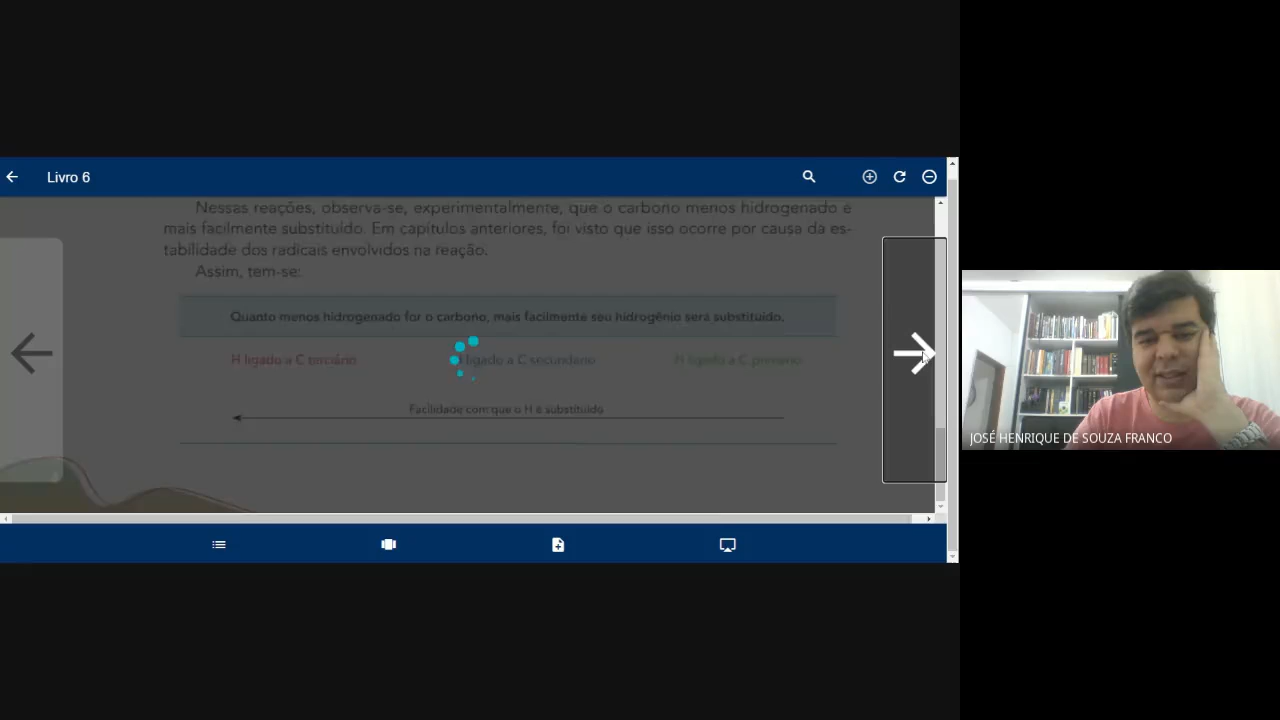 Livro 6
Nessas reações, observa-se, experimentalmente, que o carbono menos hidrogenado é
mais facilmente substituído. Em capítulos anteriores, foi visto que isso ocorre por causa da es-
tabilidade dos radicais envolvidos na reação.
Assim, tem-se:
Quanto menos hidrogenado for o carbono, mais facilmente seu hidrogênio será substituído.
H ligado a C terciário
ligado a C secundário
H ligado a C primário
Facilidade com que o H é substituído
JOSÉ HENRIQUE DE SOUZA FRANCO